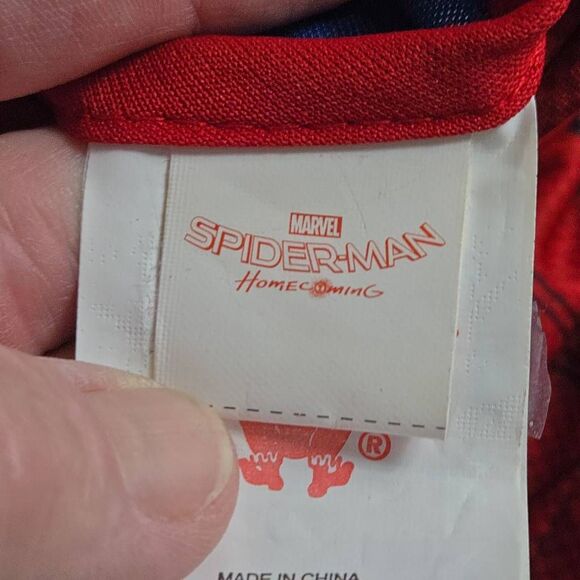 MARVEL
SPIDER-MAN
HOMECOMING
®
MADE IN CHINA